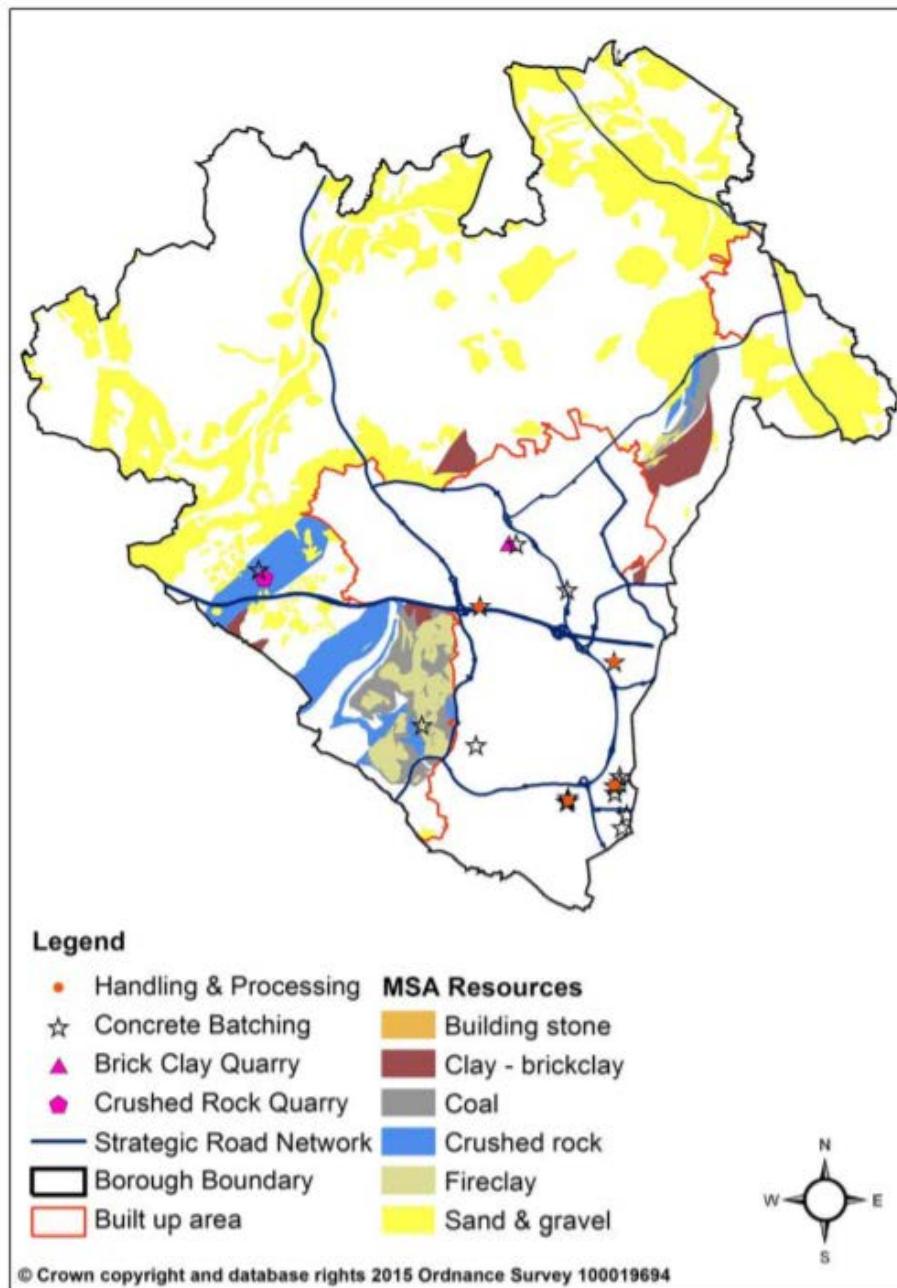 Legend
Handling & Processing
Concrete Batching
Brick Clay Quarry
Crushed Rock Quarry
Strategic Road Network
Borough Boundary
Built up area
MSA Resources
Building stone
Clay - brickclay
Coal
Crushed rock
Fireclay
Sand & gravel
N
W E
S
© Crown copyright and database rights 2015 Ordnance Survey 100019694